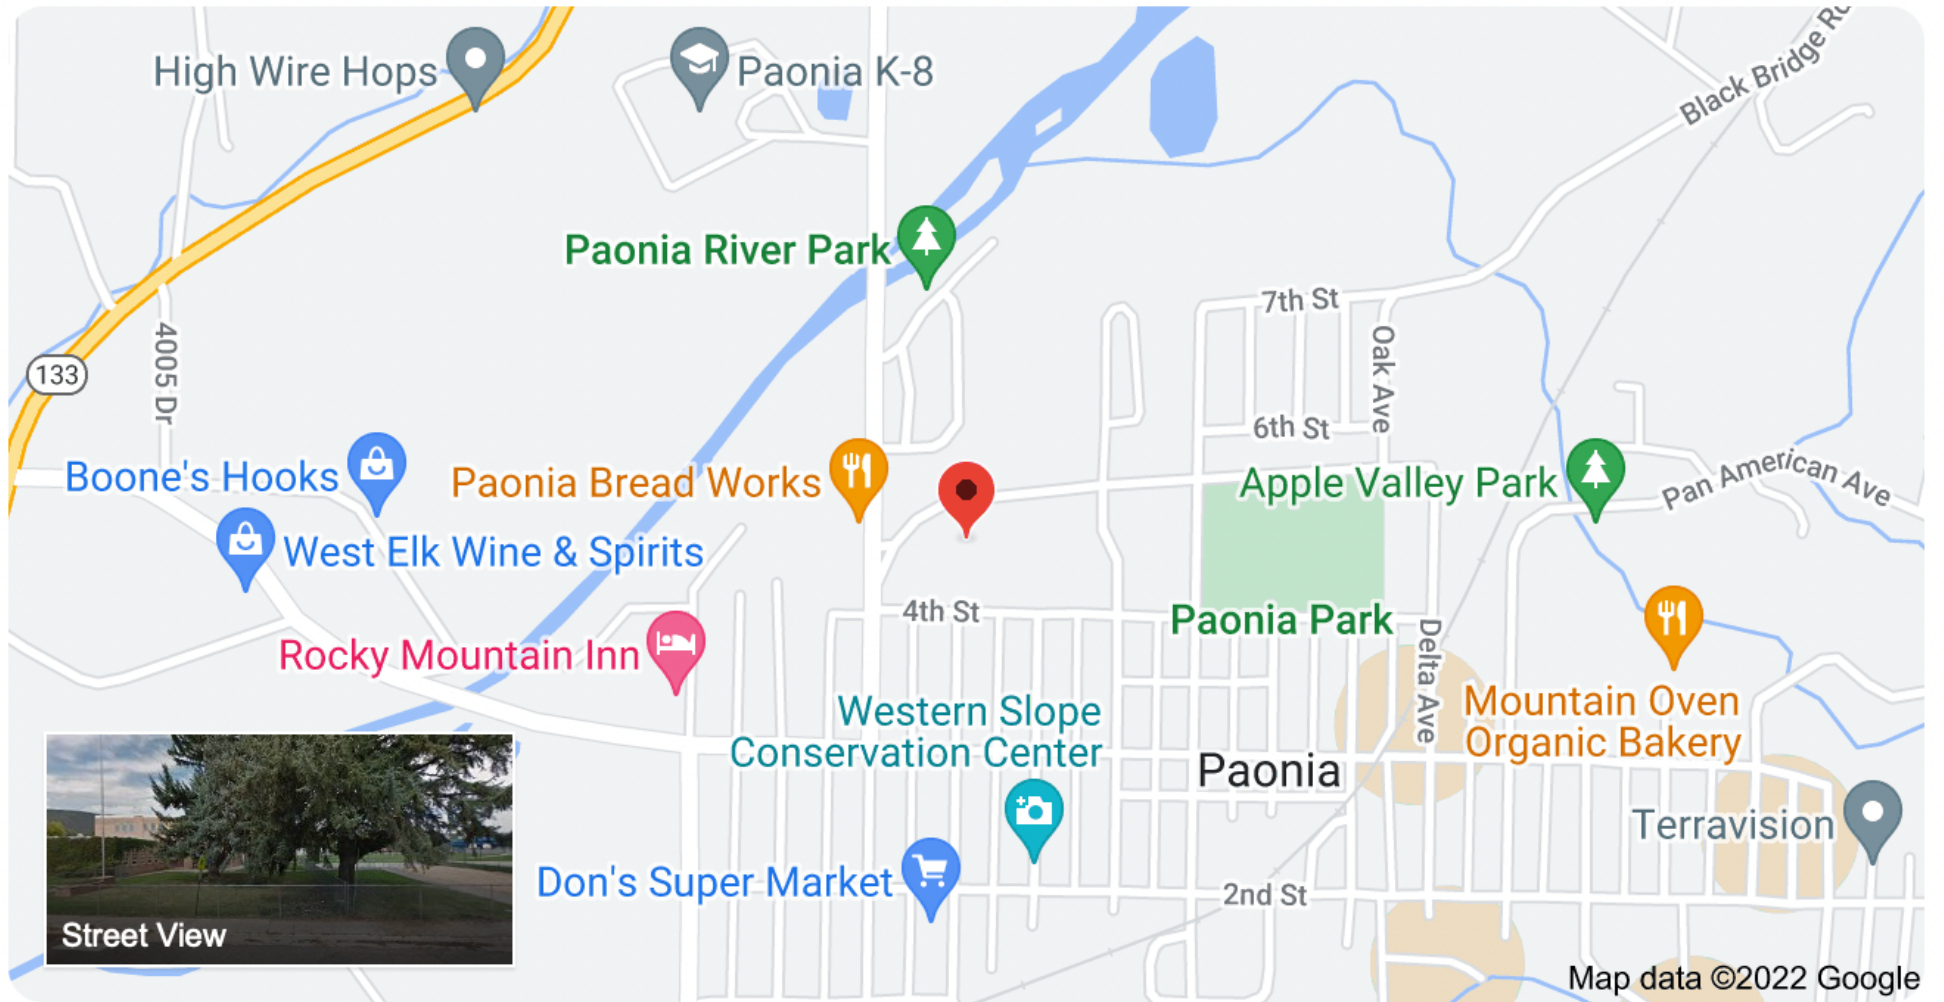 High Wire Hops
Paonia K-8
Black Bridge Rd
Paonia River Park
7th St
Oak Ave
4005 Dr
133
6th St
Boone's Hooks
Paonia Bread Works
Apple Valley Park
Pan American Ave
West Elk Wine & Spirits
4th St
Paonia Park
Delta Ave
Rocky Mountain Inn
Western Slope
Conservation Center
Mountain Oven
Organic Bakery
Paonia
Terravision
Don's Super Market
2nd St
Street View
Map data ©2022 Google